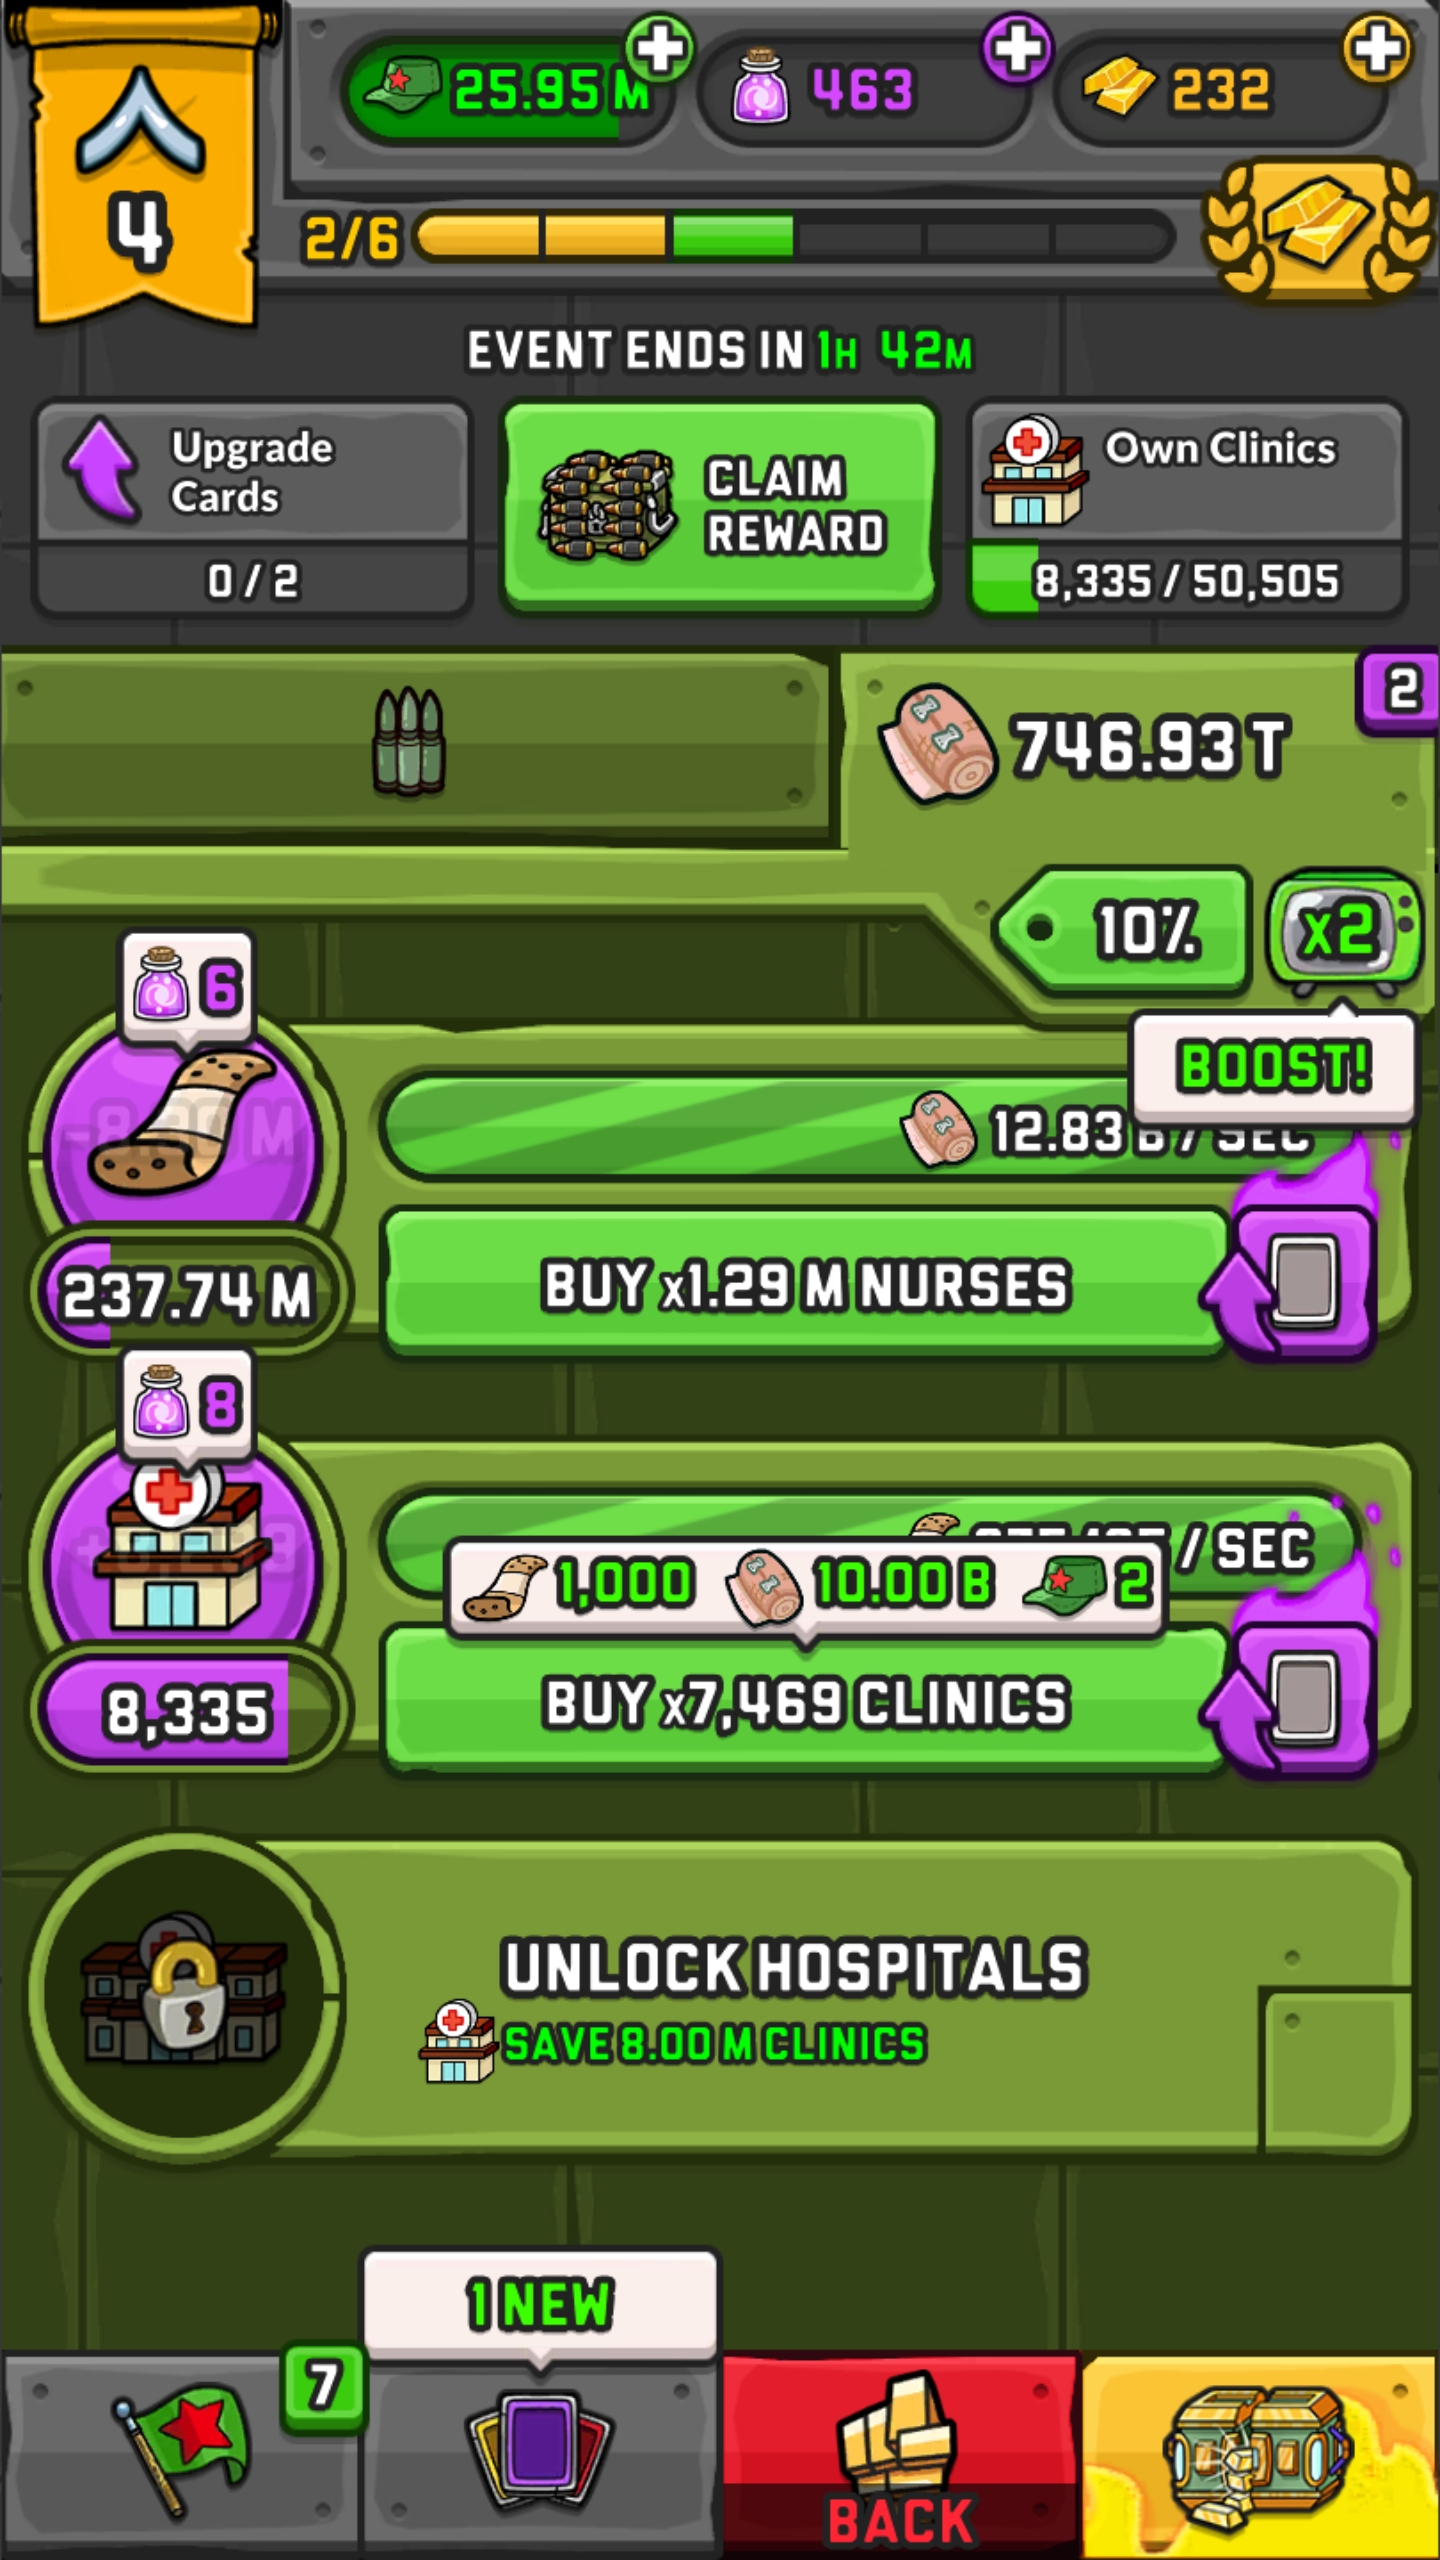 25.95 M
463
232
4
2/6
EVENT ENDS IN 1H 42M
Upgrade
Cards
0 / 2
CLAIM
REWARD
Own Clinics
8,335 / 50,505
2
746.93 T
10%
x2
BOOST!
6
12.83 B / SEC
237.74 M
BUY x1.29 M NURSES
8
/ SEC
1,000
10.00 B
2
8,335
BUY x7,469 CLINICS
UNLOCK HOSPITALS
SAVE 8.00 M CLINICS
1 NEW
7
BACK